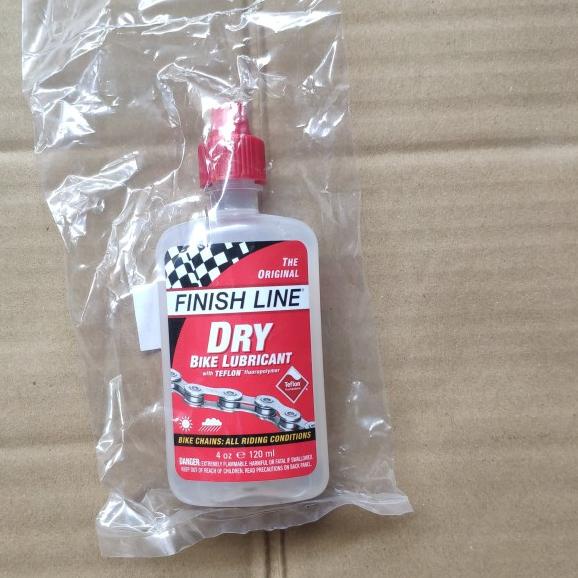 THE
ORIGINAL
FINISH LINE®
DRY
BIKE LUBRICANT
with TEFLON™ fluoropolymer
Teflon
BIKE CHAINS: ALL RIDING CONDITIONS
4 oz ℮ 120 ml
DANGER: EXTREMELY FLAMMABLE. HARMFUL OR FATAL IF SWALLOWED.
KEEP OUT OF REACH OF CHILDREN. READ PRECAUTIONS ON BACK PANEL.